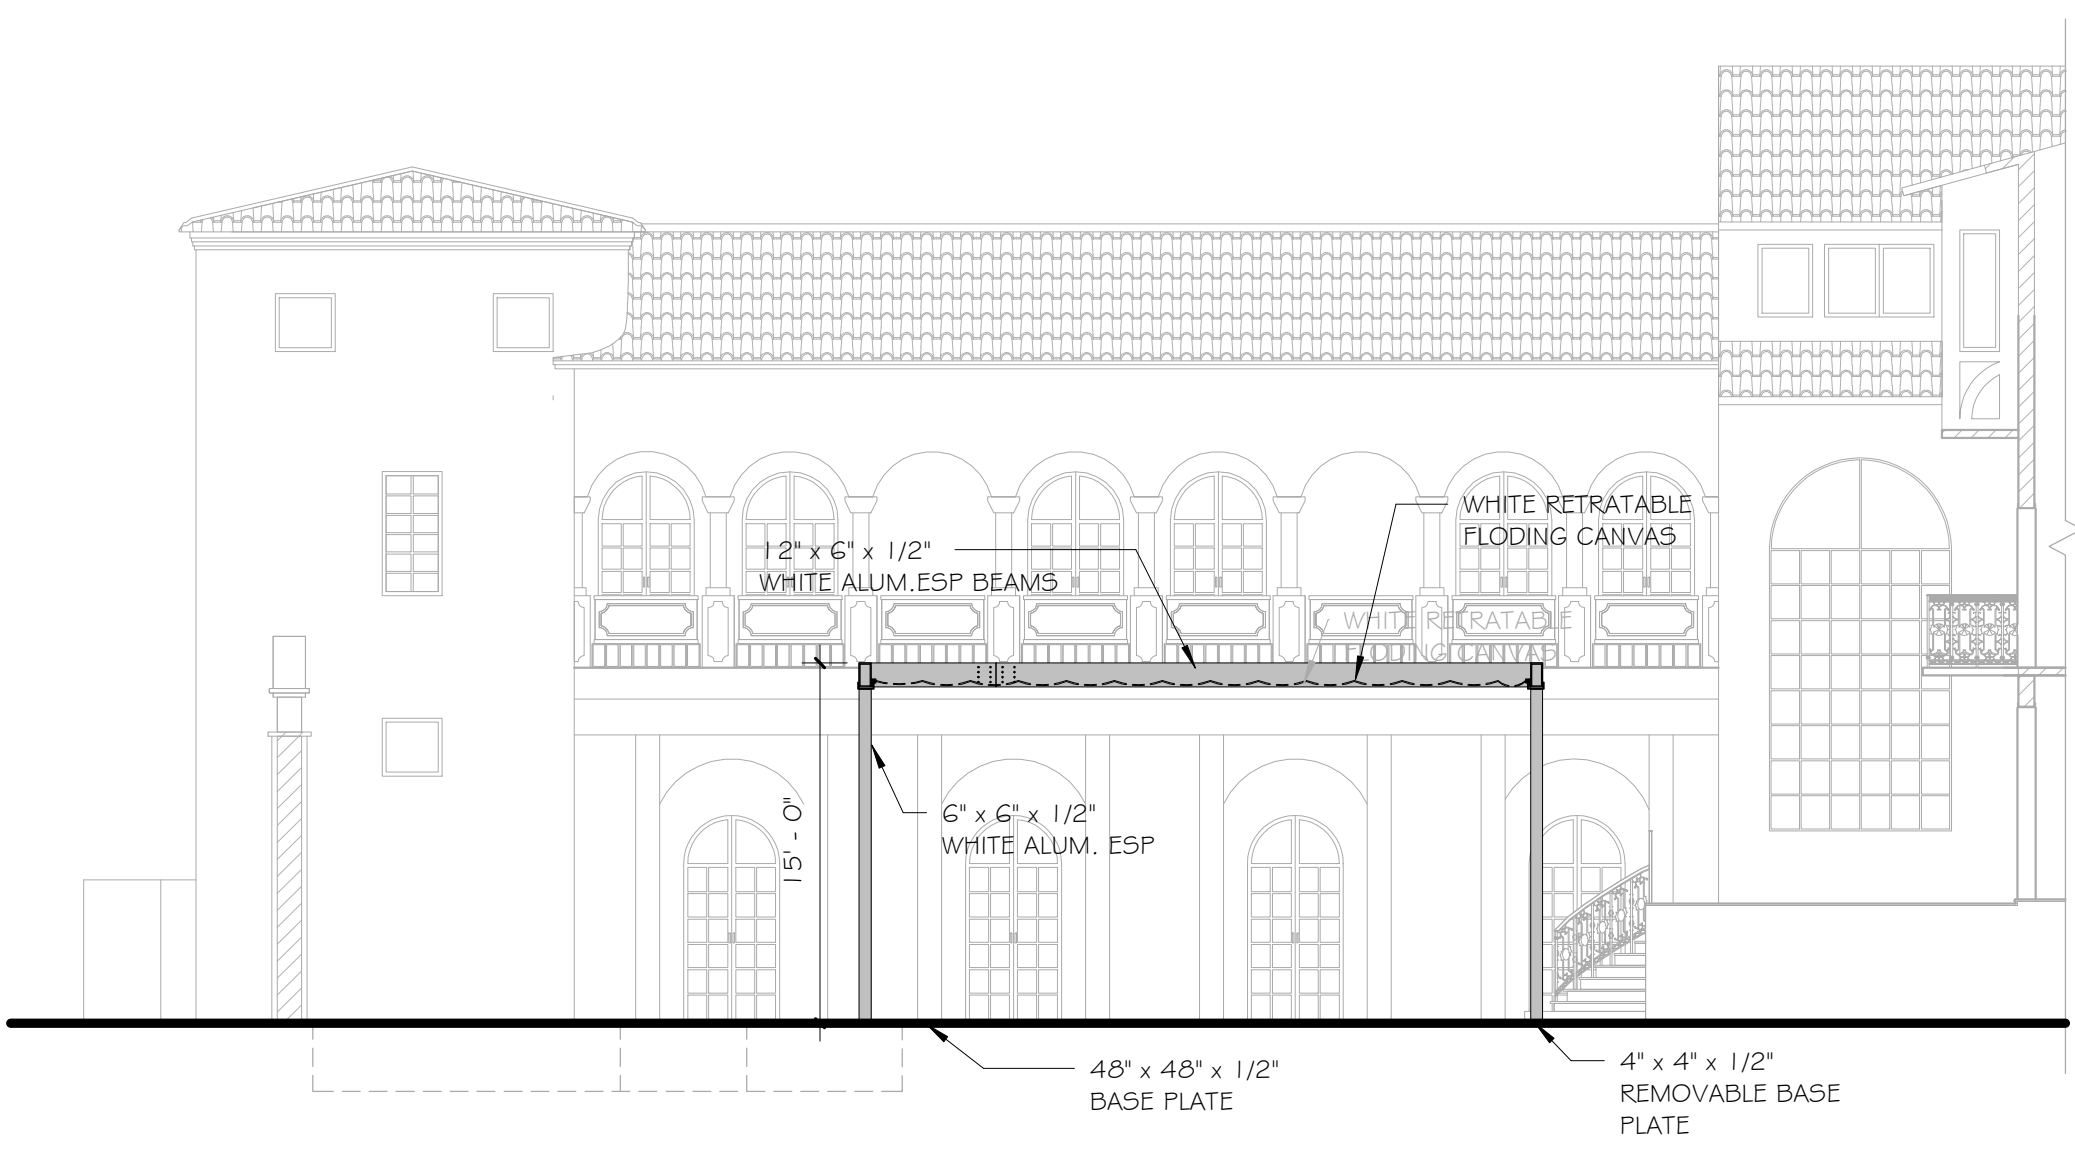 WHITE RETRATABLE
FLODING CANVAS
12" x 6" x 1/2"
WHITE ALUM.ESP BEAMS
WHITE RETRATABLE
FLODING CANVAS
15' - 0"
6" x 6" x 1/2"
WHITE ALUM. ESP
48" x 48" x 1/2"
BASE PLATE
4" x 4" x 1/2"
REMOVABLE BASE
PLATE